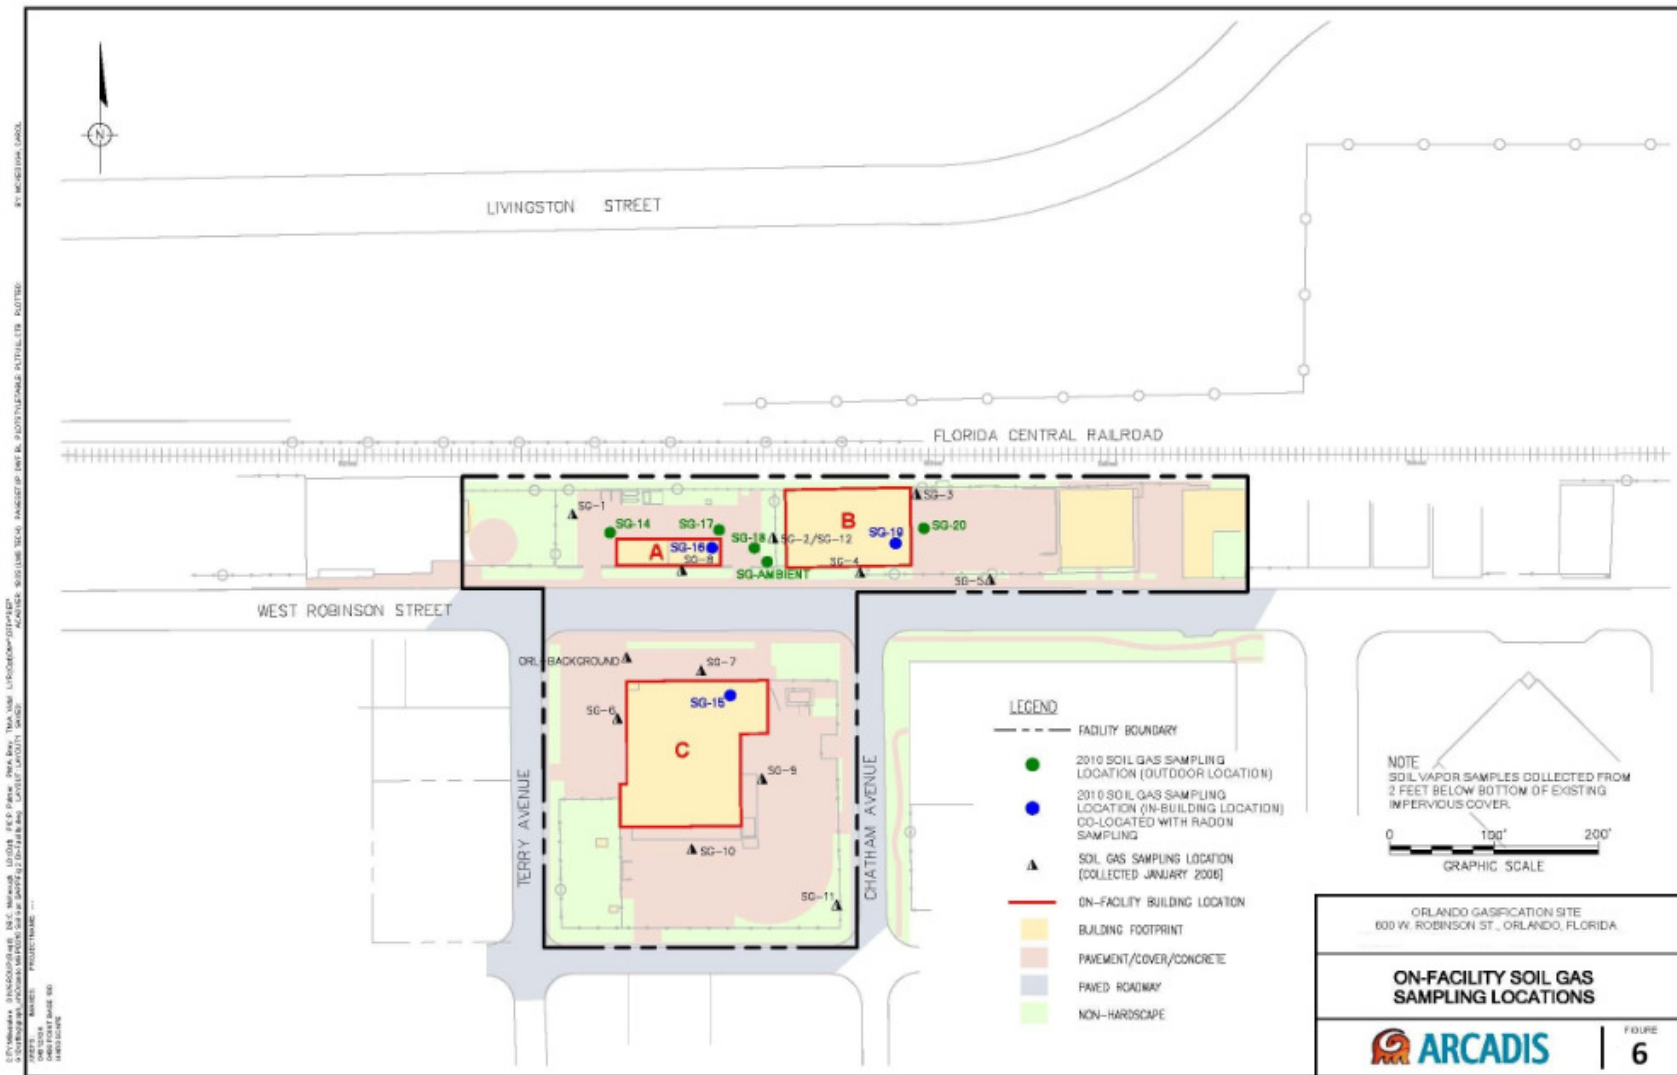 N
LIVINGSTON STREET
FLORIDA CENTRAL RAILROAD
SG-1
SG-3
SG-14
SG-17
B
SG-20
SG-18
SG-2/SG-12
SG-19
A
SG-16
SG-8
SG-AMBIENT
SG-4
SG-5
WEST ROBINSON STREET
ORL-BACKGROUND
SG-7
SG-15
SG-6
C
SG-9
SG-10
SG-11
TERRY AVENUE
CHATHAM AVENUE
LEGEND
FACILITY BOUNDARY
2010 SOIL GAS SAMPLING
LOCATION (OUTDOOR LOCATION)
2010 SOIL GAS SAMPLING
LOCATION (IN-BUILDING LOCATION)
CO-LOCATED WITH RADON
SAMPLING
SOIL GAS SAMPLING LOCATION
(COLLECTED JANUARY 2006)
ON-FACILITY BUILDING LOCATION
BUILDING FOOTPRINT
PAVEMENT/COVER/CONCRETE
PAVED ROADWAY
NON-HARDSCAPE
NOTE
SOIL VAPOR SAMPLES COLLECTED FROM
2 FEET BELOW BOTTOM OF EXISTING
IMPERVIOUS COVER.
0 100' 200'
GRAPHIC SCALE
ORLANDO GASIFICATION SITE
600 W. ROBINSON ST., ORLANDO, FLORIDA
ON-FACILITY SOIL GAS
SAMPLING LOCATIONS
ARCADIS
FIGURE
6